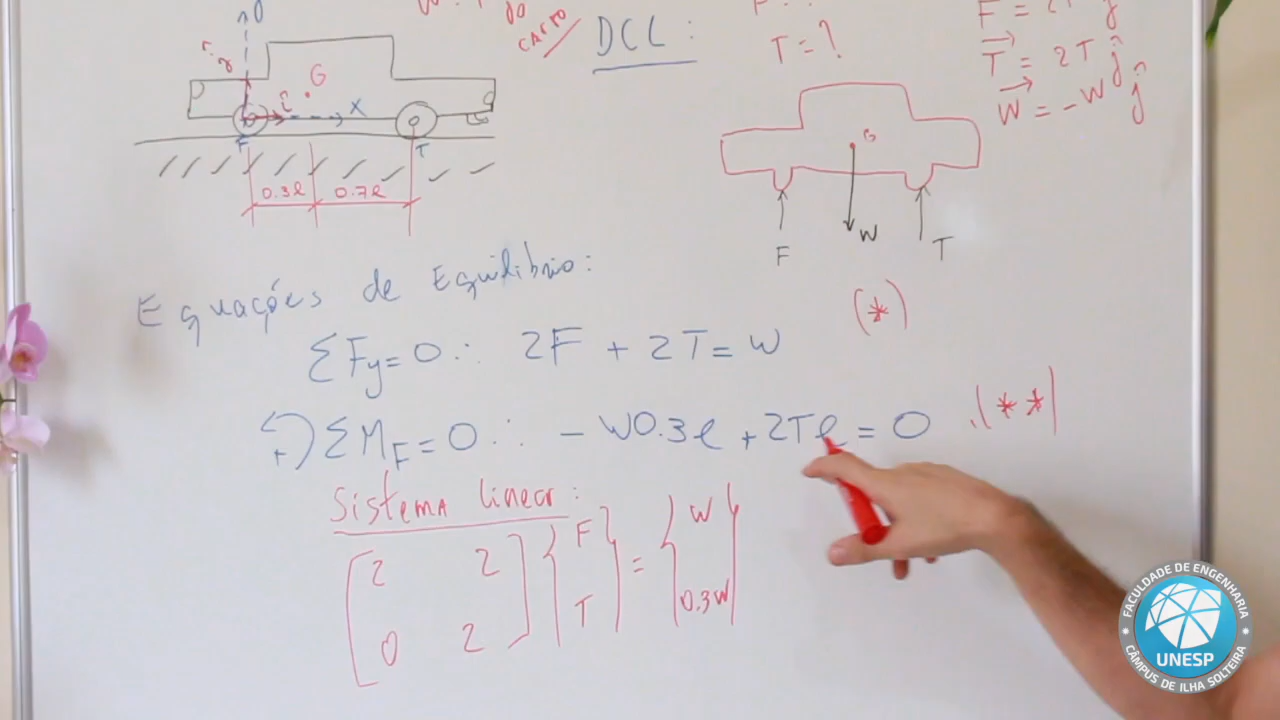 do
CARRO
DCL:
T = ?
F = 2F ĵ
T = 2T ĵ
W = -W ĵ
G
î
x
F
T
0.3ℓ
0.7ℓ
G
F
W
T
Equações de Equilíbrio:
ΣFy = 0 ∴ 2F + 2T = W (*)
+ ΣM_F = 0 ∴ - W0.3ℓ + 2Tℓ = 0 (**)
Sistema linear:
[2 2] {F} = {W}
[0 2] {T} = {0.3W}
FACULDADE DE ENGENHARIA
UNESP
CÂMPUS DE ILHA SOLTEIRA